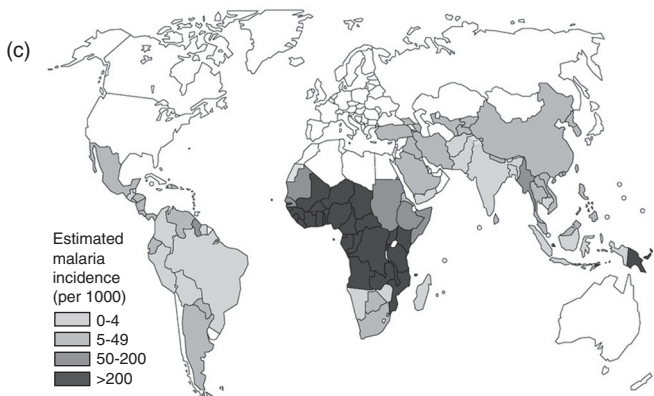 (c)
Estimated
malaria
incidence
(per 1000)
0-4
5-49
50-200
>200